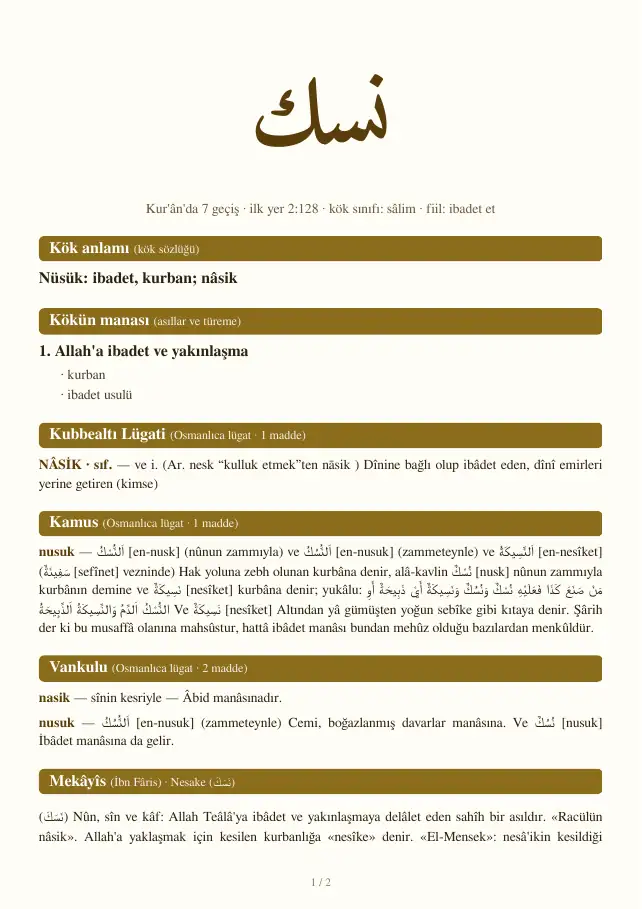 نسك
Kur'ân'da 7 geçiş · ilk yer 2:128 · kök sınıfı: sâlim · fiil: ibadet et
Kök anlamı (kök sözlüğü)
Nüsük: ibadet, kurban; nâsik
Kökün manası (asıllar ve türeme)
1. Allah'a ibadet ve yakınlaşma
· kurban
· ibadet usulü
Kubbealtı Lügati (Osmanlıca lügat · 1 madde)
NÂSİK · sıf. — ve i. (Ar. nesk “kulluk etmek”ten nāsik ) Dînine bağlı olup ibâdet eden, dînî emirleri
yerine getiren (kimse)
Kamus (Osmanlıca lügat · 1 madde)
nusuk — اَلنُّسْكُ [en-nusk] (nûnun zammıyla) ve اَلنُّسُكُ [en-nusuk] (zammeteynle) ve اَلنَّسِيكَةُ [en-nesîket]
(سَفِينَةٌ [sefînet] vezninde) Hak yoluna zebh olunan kurbâna denir, alâ-kavlin نُسْكٌ [nusk] nûnun zammıyla
kurbânın demine ve نَسِيكَةٌ [nesîket] kurbâna denir; yukâlu: مَنْ صَنَعَ كَذَا فَعَلَيْهِ نُسْكٌ وَنُسُكٌ وَنَسِيكَةٌ أَيْ ذَبِيحَةٌ أَوِ
النُّسْكُ اَلدَّمُ وَالنَّسِيكَةُ اَلذَّبِيحَةُ Ve نَسِيكَةٌ [nesîket] Altından yâ gümüşten yoğun sebîke gibi kıtaya denir. Şârih
der ki bu musaffâ olanına mahsûstur, hattâ ibâdet manâsı bundan mehûz olduğu bazılardan menkûldür.
Vankulu (Osmanlıca lügat · 2 madde)
nasik — sînin kesriyle — Âbid manâsınadır.
nusuk — اَلنُّسُكُ [en-nusuk] (zammeteynle) Cemi, boğazlanmış davarlar manâsına. Ve نُسُكٌ [nusuk]
İbâdet manâsına da gelir.
Mekâyîs (İbn Fâris) · Nesake (نَسَكَ)
(نَسَكَ) Nûn, sîn ve kâf: Allah Teâlâ'ya ibâdet ve yakınlaşmaya delâlet eden sahîh bir asıldır. «Racülün
nâsik». Allah'a yaklaşmak için kesilen kurbanlığa «nesîke» denir. «El-Mensek»: nesâ'ikin kesildiği
1 / 2